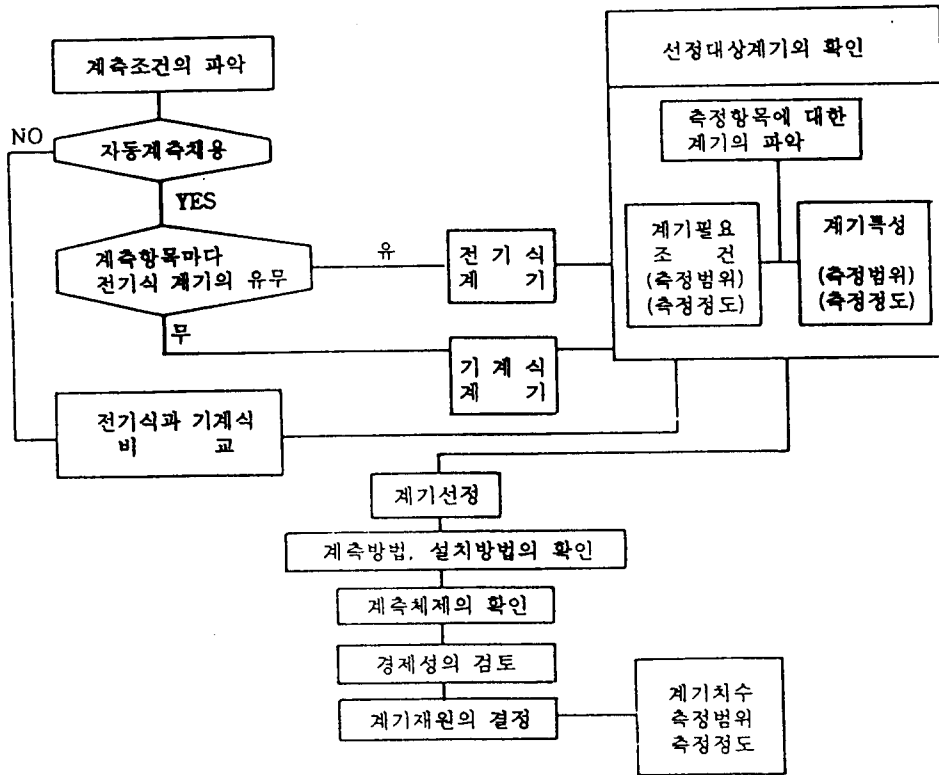 계측조건의 파악
NO
자동계측채용
YES
계측항목마다
전기식 계기의 유무
유
무
전 기 식
계 기
기 계 식
계 기
전기식과 기계식
비 교
선정대상계기의 확인
측정항목에 대한
계기의 파악
계기필요
조 건
(측정범위)
(측정정도)
계기특성
(측정범위)
(측정정도)
계기선정
계측방법, 설치방법의 확인
계측체제의 확인
경제성의 검토
계기재원의 결정
계기치수
측정범위
측정정도